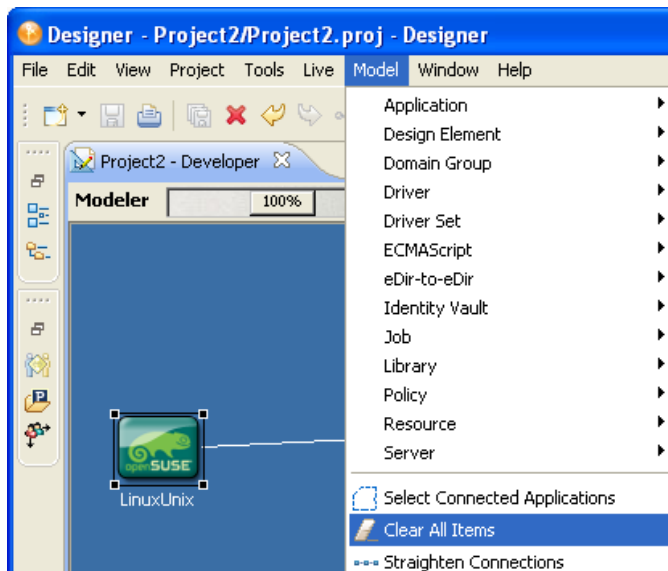 Designer - Project2/Project2.proj - Designer
File Edit View Project Tools Live Model Window Help
Project2 - Developer
Modeler 100%
Application
Design Element
Domain Group
Driver
Driver Set
ECMAScript
eDir-to-eDir
Identity Vault
Job
Library
Policy
Resource
Server
Select Connected Applications
Clear All Items
Straighten Connections
P
openSUSE
LinuxUnix